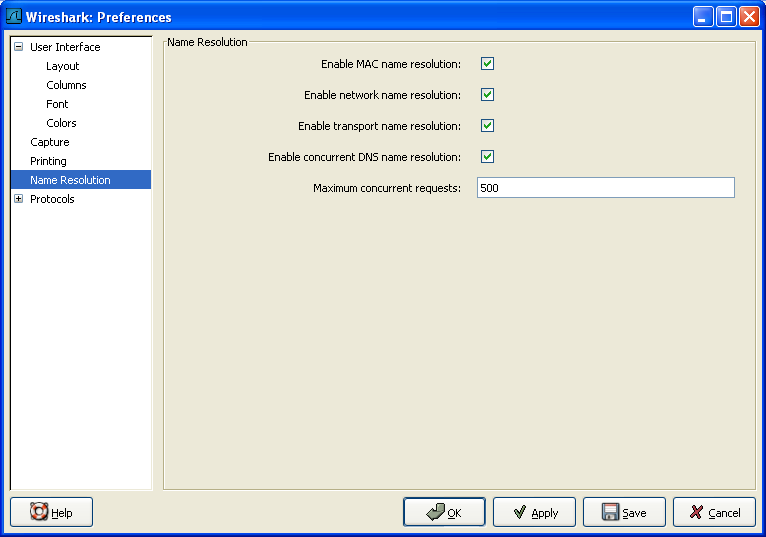 Wireshark: Preferences
User Interface
Layout
Columns
Font
Colors
Capture
Printing
Name Resolution
Protocols
Name Resolution
Enable MAC name resolution:
Enable network name resolution:
Enable transport name resolution:
Enable concurrent DNS name resolution:
Maximum concurrent requests: 500
Help OK Apply Save Cancel